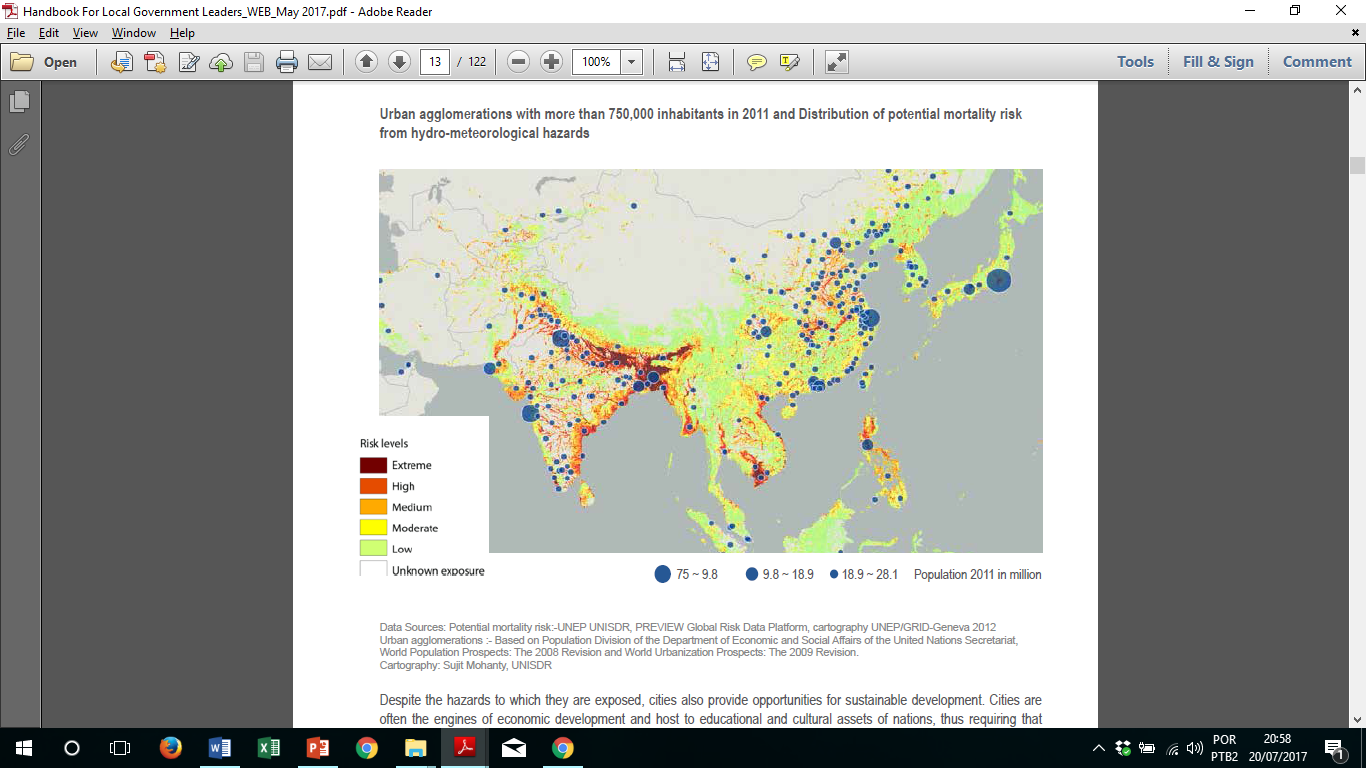 Handbook For Local Government Leaders_WEB_May 2017.pdf - Adobe Reader
File Edit View Window Help
Open 13 / 122 100% Tools Fill & Sign Comment
Urban agglomerations with more than 750,000 inhabitants in 2011 and Distribution of potential mortality risk
from hydro-meteorological hazards
Risk levels
Extreme
High
Medium
Moderate
Low
Unknown exposure
75 ~ 9.8 9.8 ~ 18.9 18.9 ~ 28.1 Population 2011 in million
Data Sources: Potential mortality risk:-UNEP UNISDR, PREVIEW Global Risk Data Platform, cartography UNEP/GRID-Geneva 2012
Urban agglomerations :- Based on Population Division of the Department of Economic and Social Affairs of the United Nations Secretariat,
World Population Prospects: The 2008 Revision and World Urbanization Prospects: The 2009 Revision.
Cartography: Sujit Mohanty, UNISDR
Despite the hazards to which they are exposed, cities also provide opportunities for sustainable development. Cities are
often the engines of economic development and host to educational and cultural assets of nations, thus requiring that
POR 20:58
PTB2 20/07/2017 1